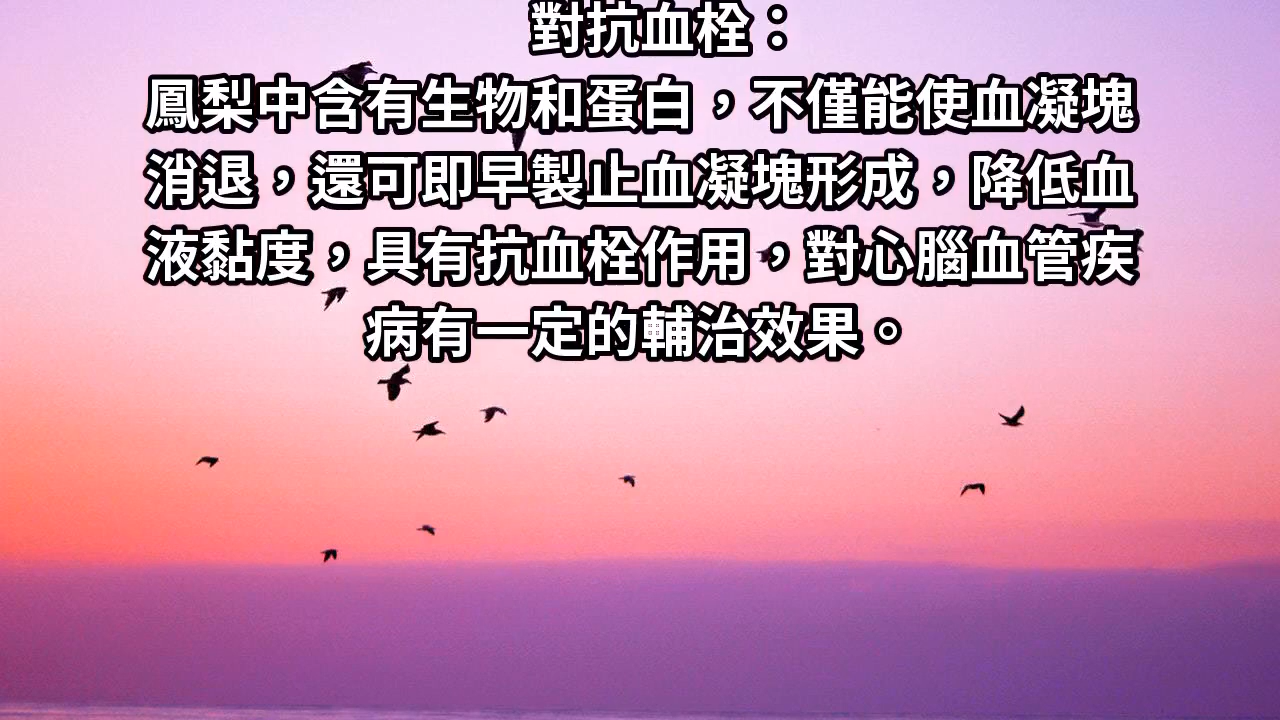 對抗血栓：
鳳梨中含有生物和蛋白，不僅能使血凝塊
消退，還可即早製止血凝塊形成，降低血
液黏度，具有抗血栓作用，對心腦血管疾
病有一定的輔治效果。